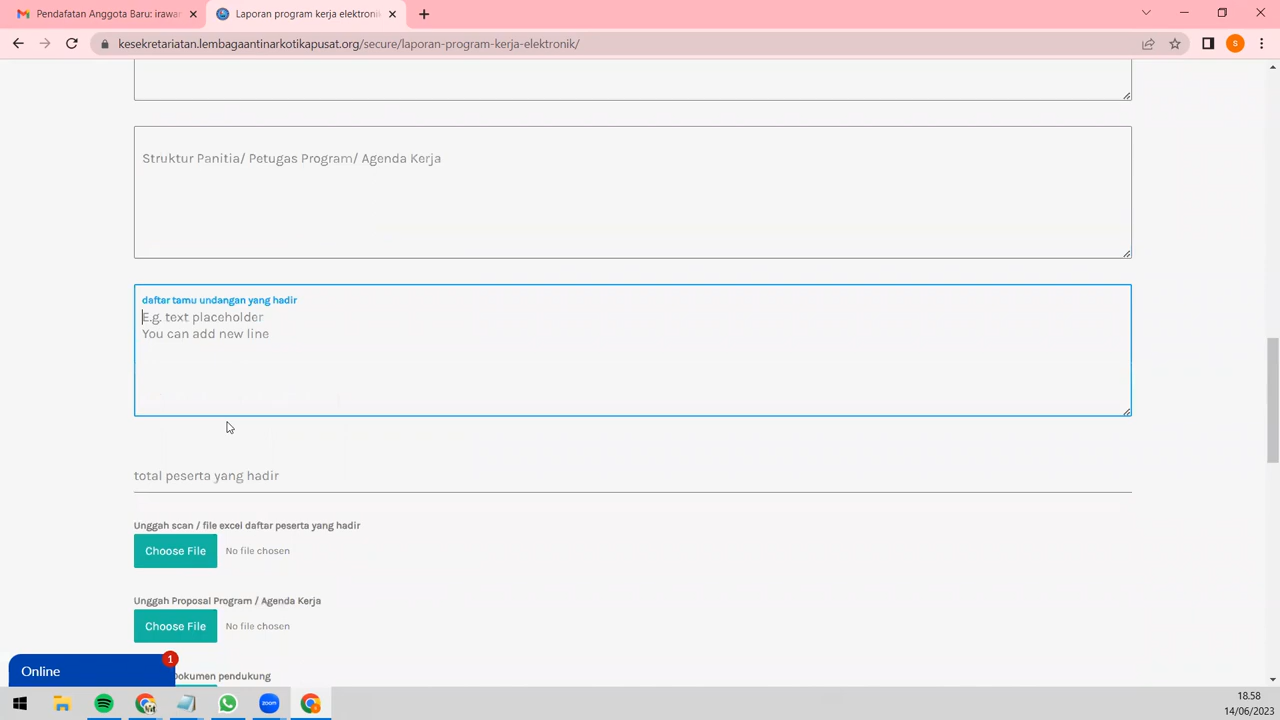 Pendafatan Anggota Baru: irawan
Laporan program kerja elektronik
kesekretariatan.lembagaantinarkotikapusat.org/secure/laporan-program-kerja-elektronik/
S
Struktur Panitia/ Petugas Program/ Agenda Kerja
daftar tamu undangan yang hadir
E.g. text placeholder
You can add new line
total peserta yang hadir
Unggah scan / file excel daftar peserta yang hadir
Choose File No file chosen
Unggah Proposal Program / Agenda Kerja
Choose File No file chosen
Online 1
Dokumen pendukung
zoom
18.58
14/06/2023